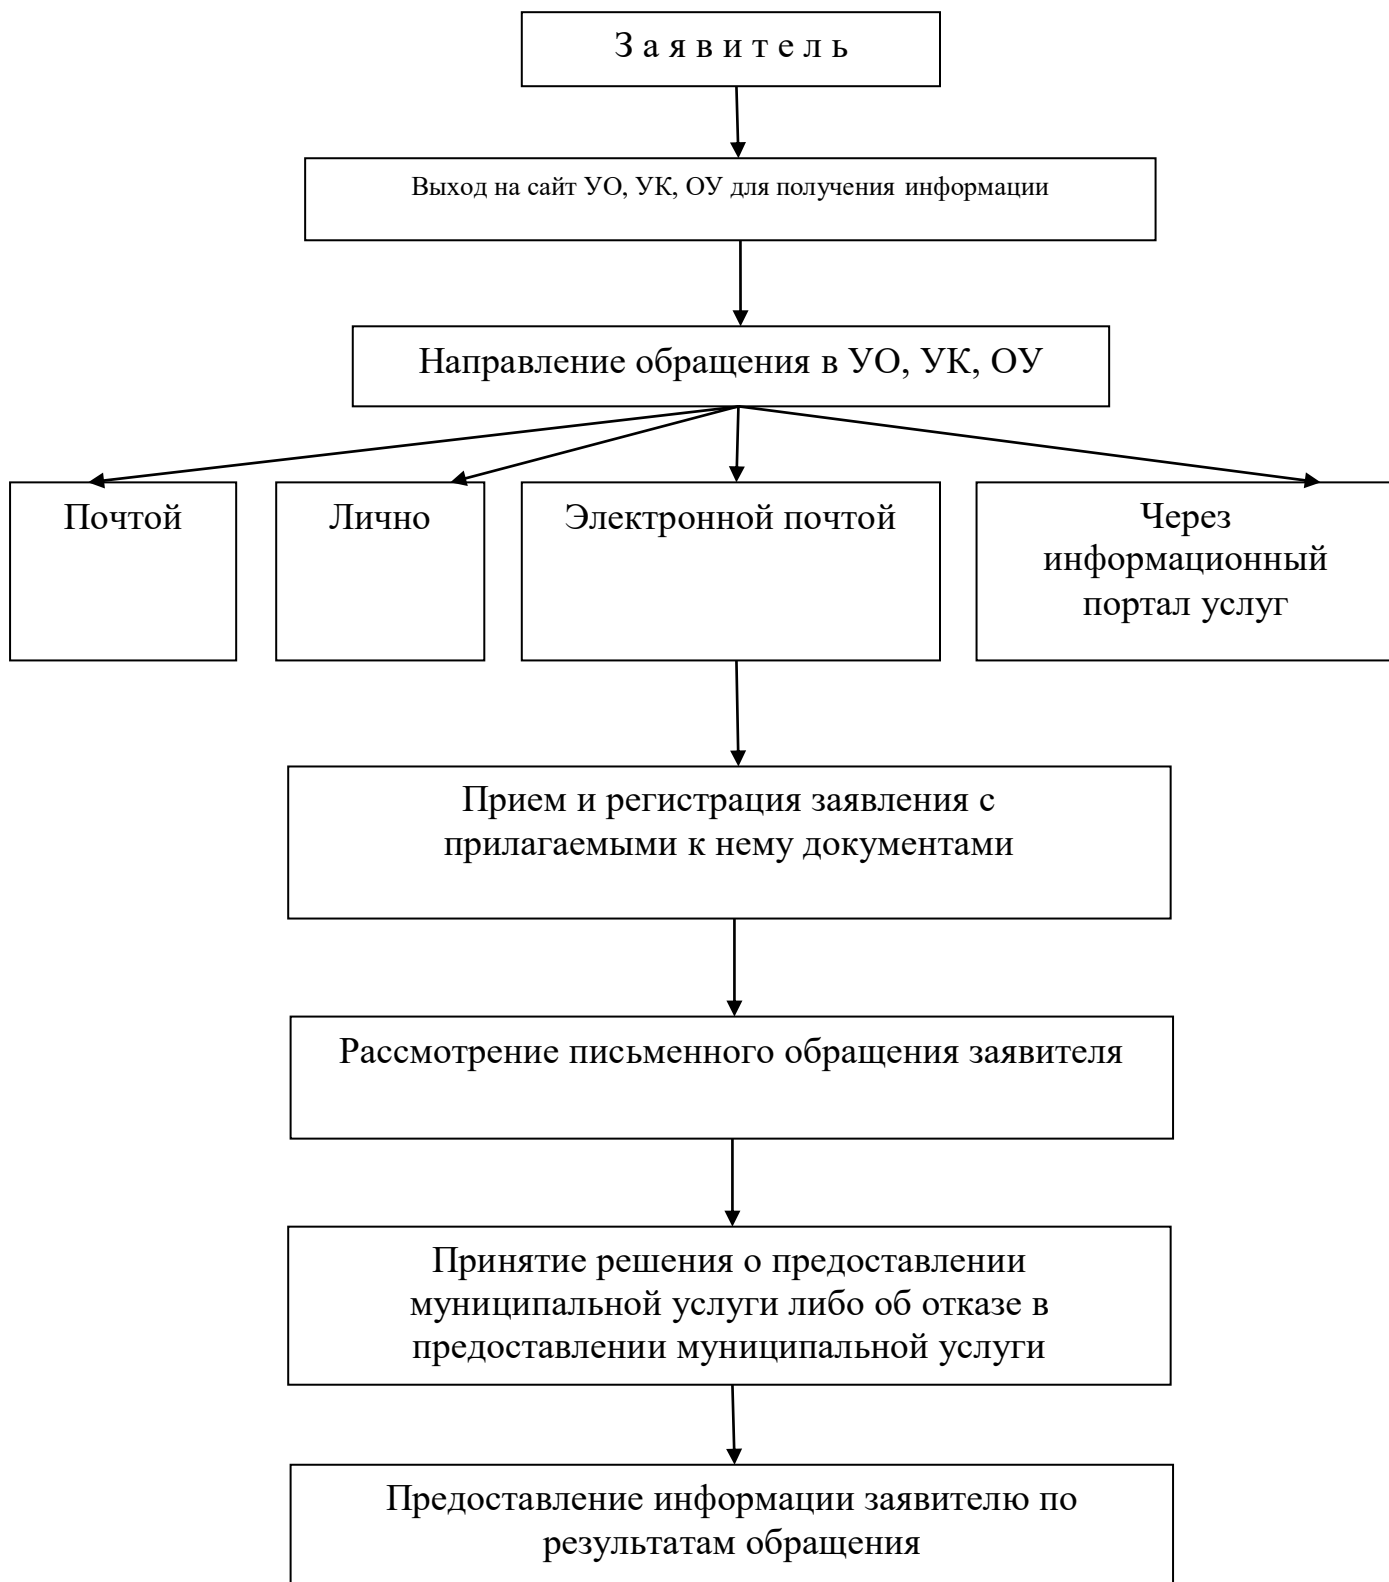 З а я в и т е л ь
Выход на сайт УО, УК, ОУ для получения информации
Направление обращения в УО, УК, ОУ
Почтой
Лично
Электронной почтой
Через
информационный
портал услуг
Прием и регистрация заявления с
прилагаемыми к нему документами
Рассмотрение письменного обращения заявителя
Принятие решения о предоставлении
муниципальной услуги либо об отказе в
предоставлении муниципальной услуги
Предоставление информации заявителю по
результатам обращения